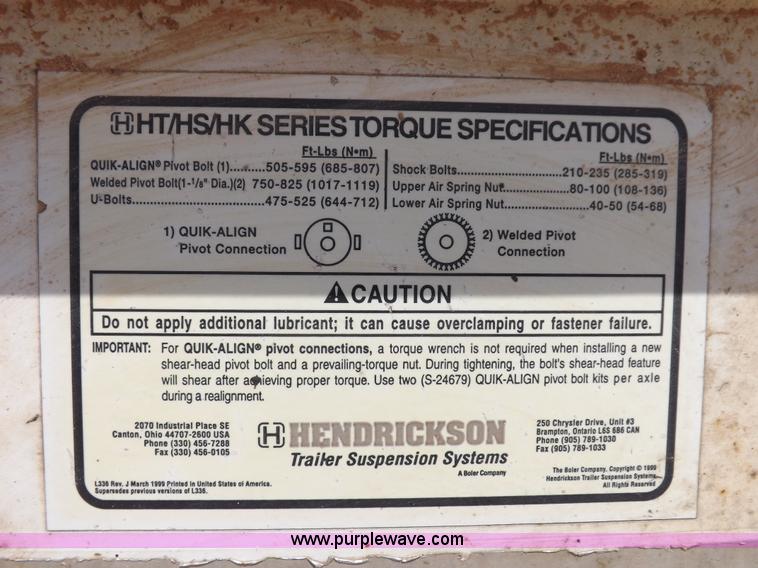 HT/HS/HK SERIES TORQUE SPECIFICATIONS
Ft-Lbs (N•m)
QUIK-ALIGN® Pivot Bolt (1)..........505-595 (685-807)
Welded Pivot Bolt(1-1/8" Dia.)(2) 750-825 (1017-1119)
U-Bolts......................................475-525 (644-712)
Ft-Lbs (N•m)
Shock Bolts.............................210-235 (285-319)
Upper Air Spring Nut..................80-100 (108-136)
Lower Air Spring Nut......................40-50 (54-68)
1) QUIK-ALIGN
Pivot Connection
2) Welded Pivot
Connection
CAUTION
Do not apply additional lubricant; it can cause overclamping or fastener failure.
IMPORTANT: For QUIK-ALIGN® pivot connections, a torque wrench is not required when installing a new
shear-head pivot bolt and a prevailing-torque nut. During tightening, the bolt's shear-head feature
will shear after achieving proper torque. Use two (S-24679) QUIK-ALIGN pivot bolt kits per axle
during a realignment.
2070 Industrial Place SE
Canton, Ohio 44707-2600 USA
Phone (330) 456-7288
Fax (330) 456-0105
HENDRICKSON
Trailer Suspension Systems
A Boler Company
250 Chrysler Drive, Unit #3
Brampton, Ontario L6S 6B6 CAN
Phone (905) 789-1030
Fax (905) 789-1033
L336 Rev. J March 1999 Printed in United States of America.
Supersedes previous versions of L336.
The Boler Company. Copyright © 1999
Hendrickson Trailer Suspension Systems
All Rights Reserved
www.purplewave.com